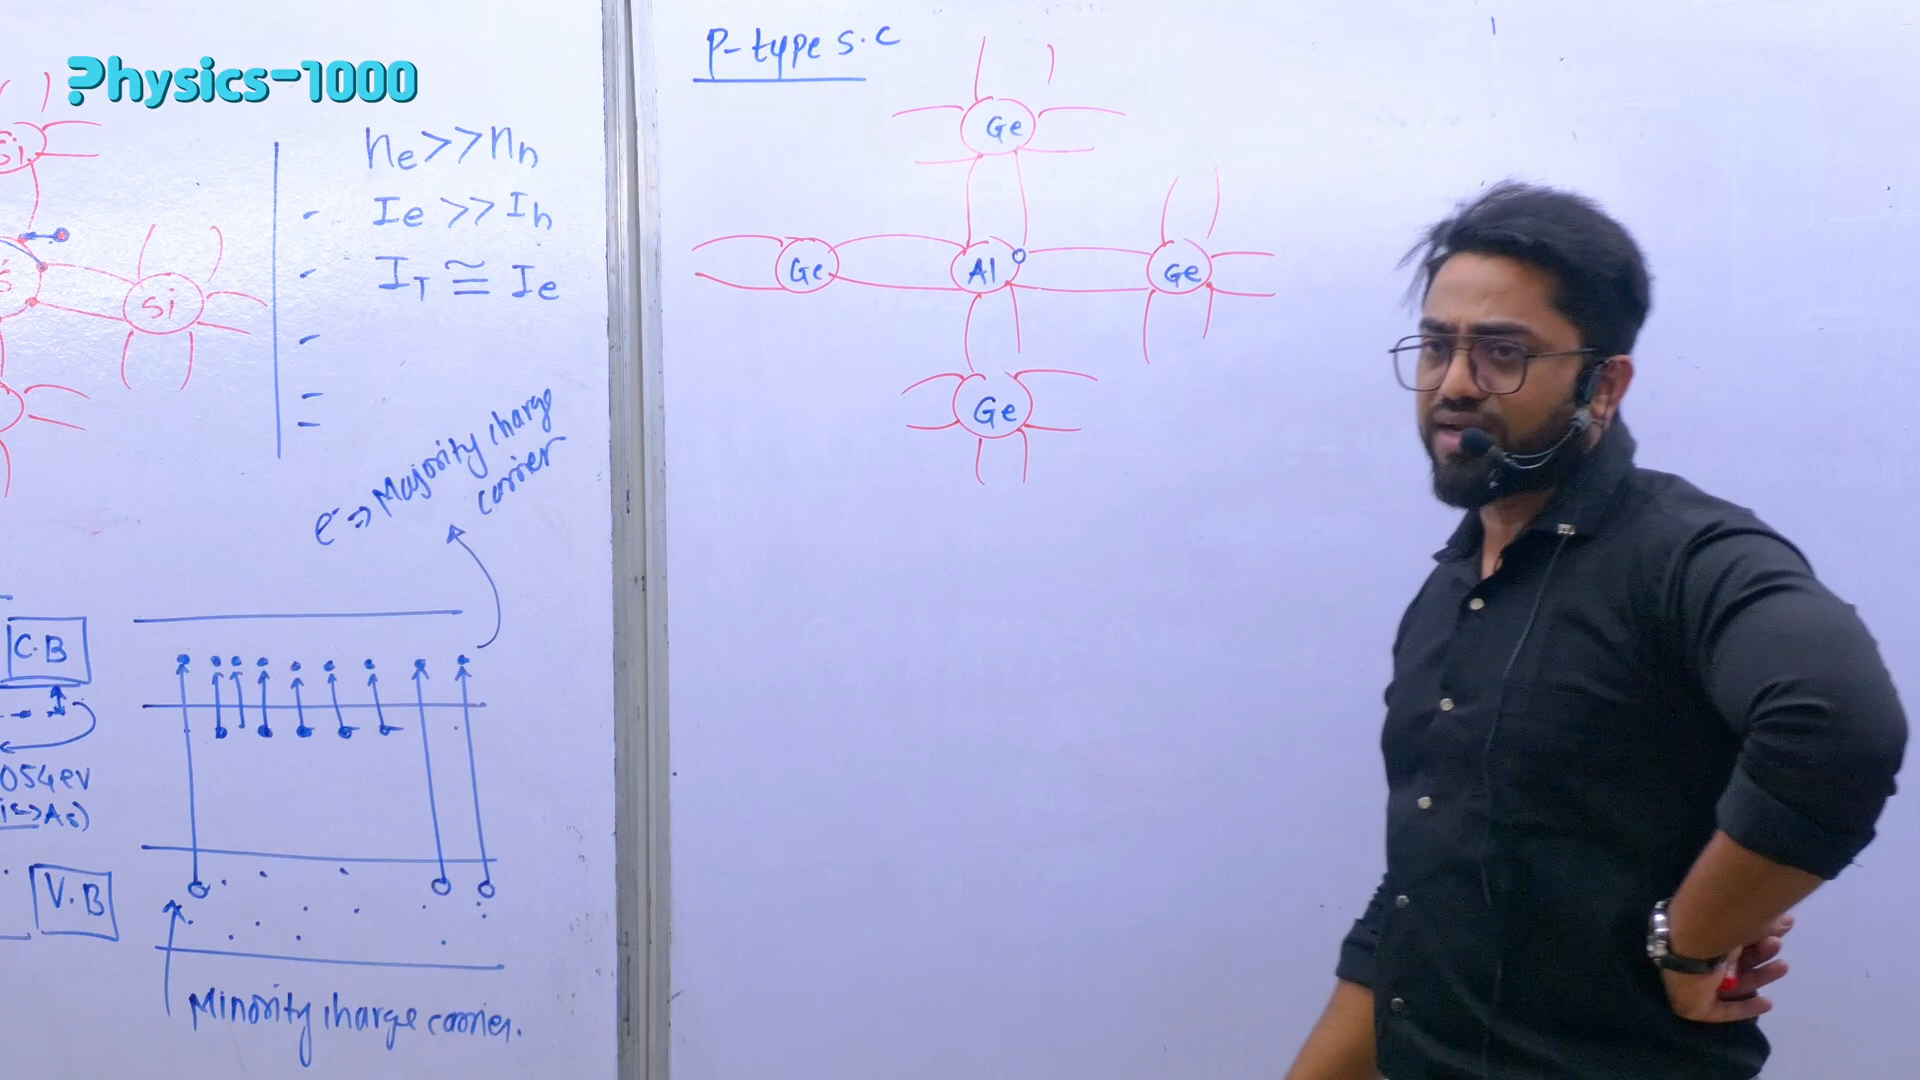 Physics-1000
Si
Si
ne >> nh
- Ie >> Ih
- IT ≅ Ie
-
=
e⁻ => Majority charge
carrier
C.B
054ev
As)
V.B
Minority charge carrier.
P-type s.c
Ge
Ge Al Ge
Ge